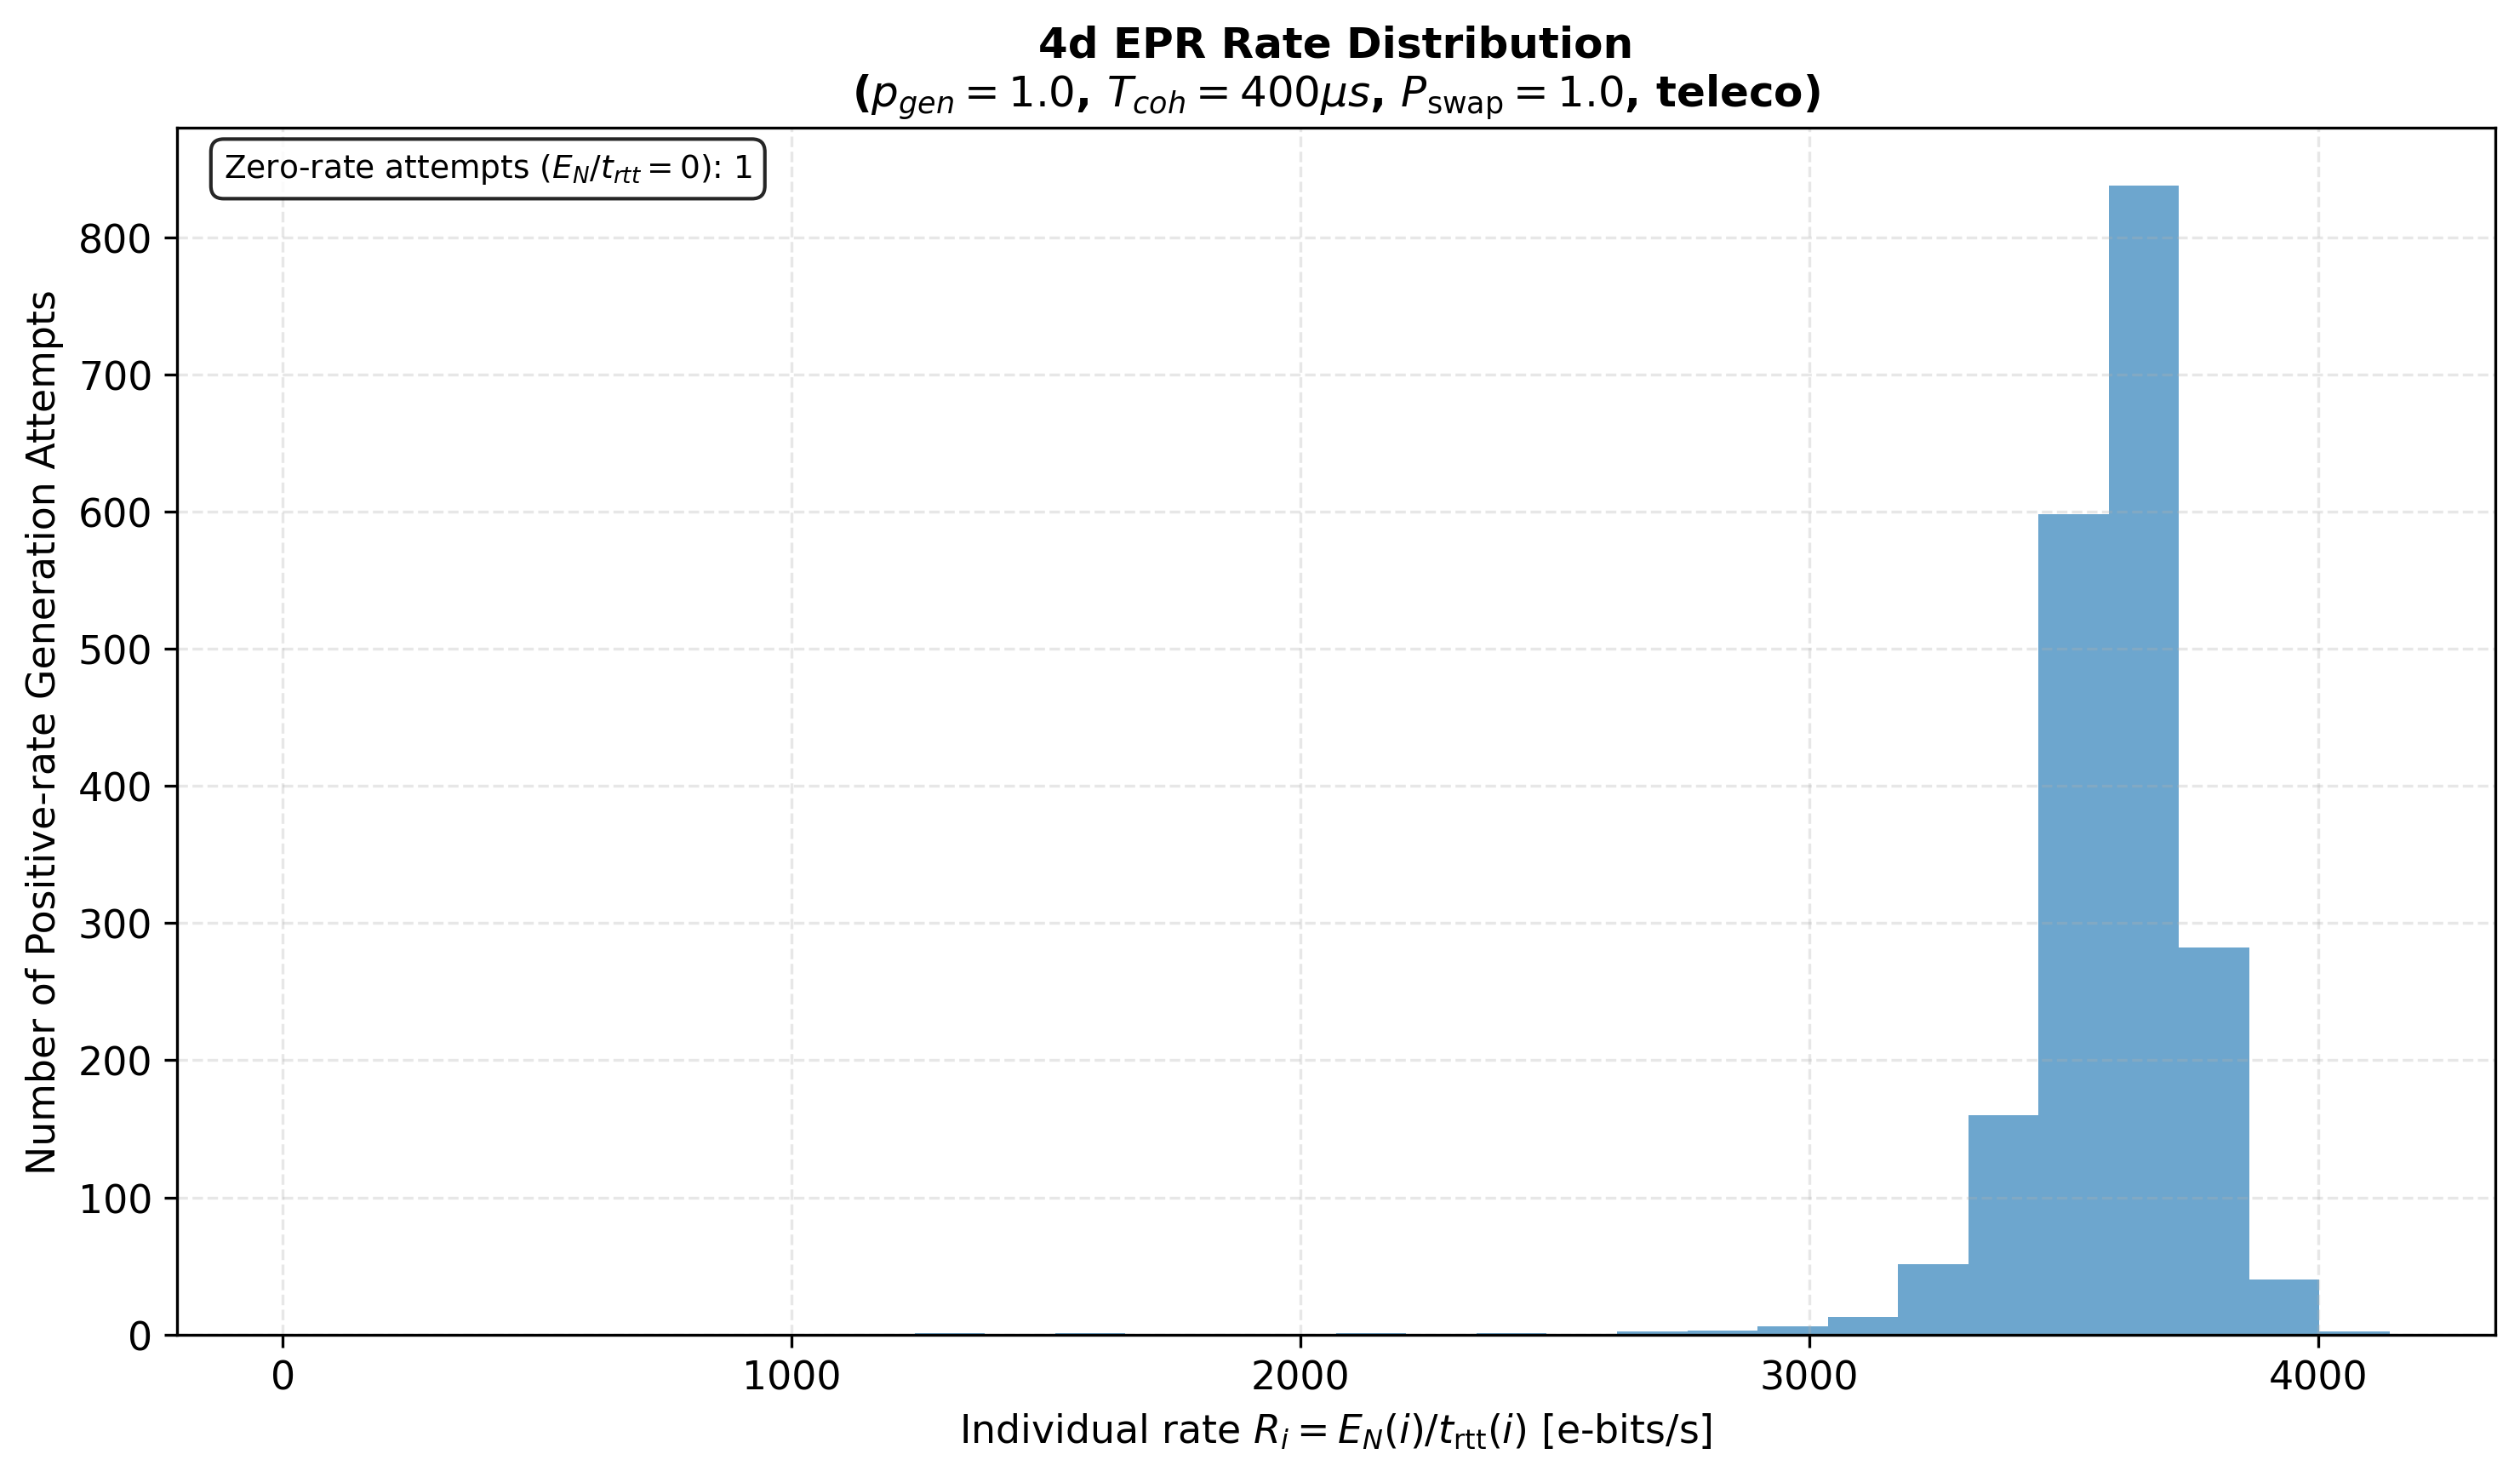 4d EPR Rate Distribution
(p_gen = 1.0, T_coh = 400μs, P_swap = 1.0, teleco)
Zero-rate attempts (E_N/t_rtt = 0): 1
Number of Positive-rate Generation Attempts
800
700
600
500
400
300
200
100
0
0 1000 2000 3000 4000
Individual rate R_i = E_N(i)/t_rtt(i) [e-bits/s]